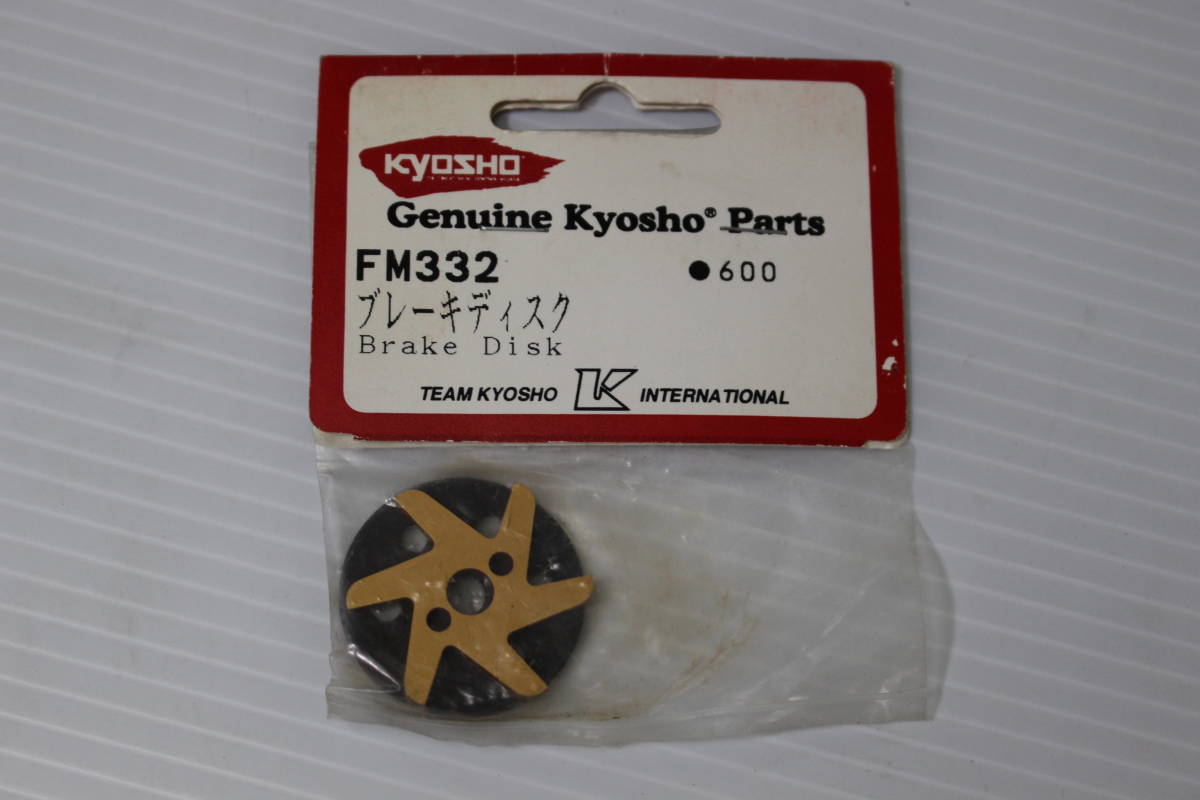 KYOSHO
Genuine Kyosho® Parts
FM332 ●600
ブレーキディスク
Brake Disk
TEAM KYOSHO K INTERNATIONAL